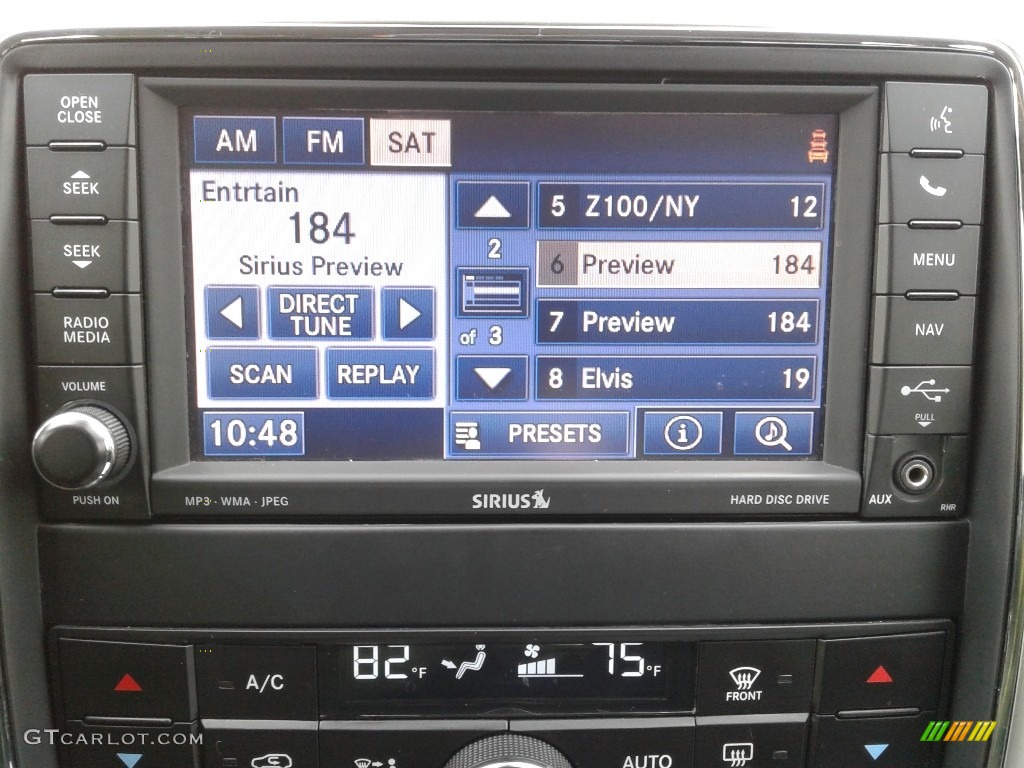 OPEN
CLOSE
SEEK
SEEK
RADIO
MEDIA
VOLUME
PUSH ON
AM FM SAT
Entrtain
184
Sirius Preview
DIRECT
TUNE
SCAN REPLAY
10:48
2
of 3
5 Z100/NY 12
6 Preview 184
7 Preview 184
8 Elvis 19
PRESETS
i
MENU
NAV
PULL
AUX
RHR
MP3 · WMA · JPEG
SIRIUS
HARD DISC DRIVE
A/C
82°F
75°F
FRONT
AUTO
GTCARLOT.COM